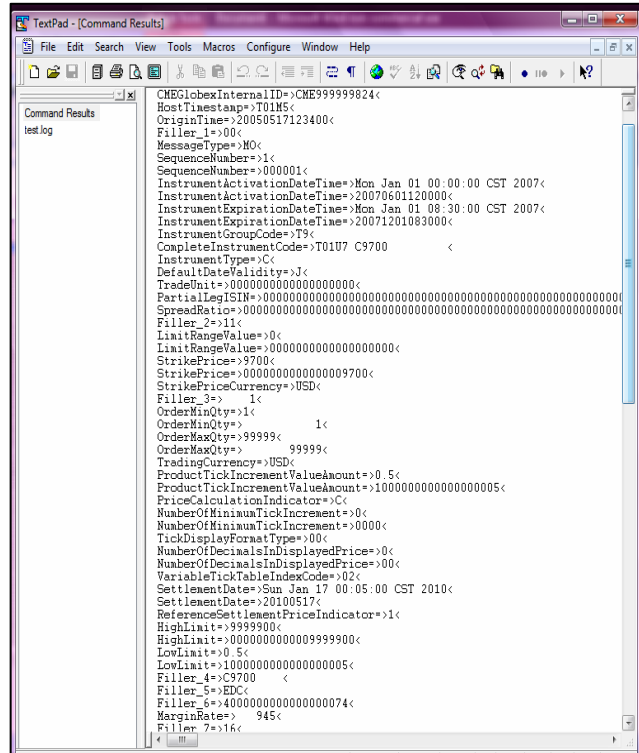 TextPad - [Command Results]
File Edit Search View Tools Macros Configure Window Help
Command Results
test.log
CMEGlobexInternalID=>CME999999824<
HostTimestamp=>T01M5<
OriginTime=>20050517123400<
Filler_1=>00<
MessageType=>MO<
SequenceNumber=>1<
SequenceNumber=>000001<
InstrumentActivationDateTime=>Mon Jan 01 00:00:00 CST 2007<
InstrumentActivationDateTime=>20070601120000<
InstrumentExpirationDateTime=>Mon Jan 01 08:30:00 CST 2007<
InstrumentExpirationDateTime=>20071201083000<
InstrumentGroupCode=>T9<
CompleteInstrumentCode=>T01U7 C9700         <
InstrumentType=>C<
DefaultDateValidity=>J<
TradeUnit=>0000000000000000000<
PartialLegISIN=>000000000000000000000000000000000000000000000000000000
SpreadRatio=>000000000000000000000000000000000000000000000000000000000
Filler_2=>11<
LimitRangeValue=>0<
LimitRangeValue=>0000000000000000000<
StrikePrice=>9700<
StrikePrice=>0000000000000009700<
StrikePriceCurrency=>USD<
Filler_3=>   1<
OrderMinQty=>1<
OrderMinQty=>           1<
OrderMaxQty=>99999<
OrderMaxQty=>       99999<
TradingCurrency=>USD<
ProductTickIncrementValueAmount=>0.5<
ProductTickIncrementValueAmount=>1000000000000000005<
PriceCalculationIndicator=>C<
NumberOfMinimumTickIncrement=>0<
NumberOfMinimumTickIncrement=>0000<
TickDisplayFormatType=>00<
NumberOfDecimalsInDisplayedPrice=>0<
NumberOfDecimalsInDisplayedPrice=>00<
VariableTickTableIndexCode=>02<
SettlementDate=>Sun Jan 17 00:05:00 CST 2010<
SettlementDate=>20100517<
ReferenceSettlementPriceIndicator=>1<
HighLimit=>9999900<
HighLimit=>0000000000009999900<
LowLimit=>0.5<
LowLimit=>1000000000000000005<
Filler_4=>C9700    <
Filler_5=>EDC<
Filler_6=>4000000000000000074<
MarginRate=>   945<
Filler_7=>16<